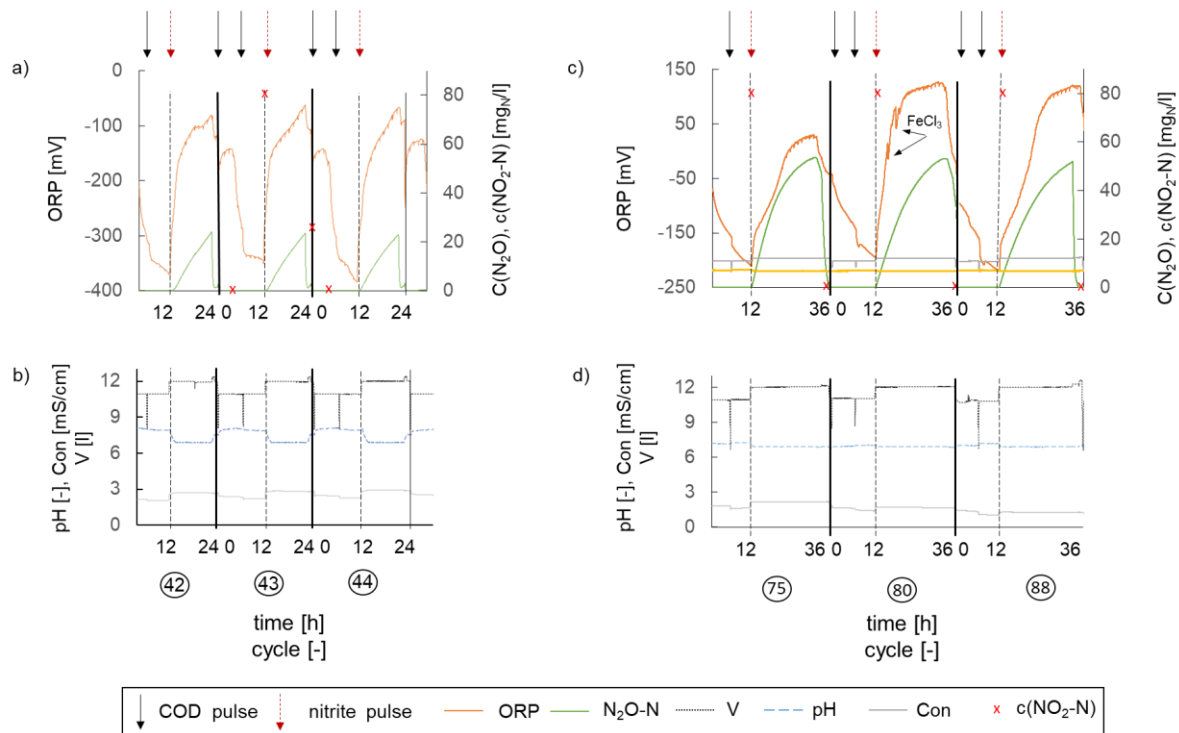 a)
0
-100
-200
-300
-400
ORP [mV]
80
60
40
20
0
C(N₂O), c(NO₂-N) [mg_N/l]
12 24 0 12 24 0 12 24
b)
12
9
6
3
0
pH [-], Con [mS/cm]
V [l]
12 24 0 12 24 0 12 24
42 43 44
time [h]
cycle [-]
c)
150
50
-50
-150
-250
ORP [mV]
FeCl₃
80
60
40
20
0
C(N₂O), c(NO₂-N) [mg_N/l]
12 36 0 12 36 0 12 36
d)
12
9
6
3
0
pH [-], Con [mS/cm]
V [l]
12 36 0 12 36 0 12 36
75 80 88
time [h]
cycle [-]
COD pulse nitrite pulse ORP N₂O-N V pH Con x c(NO₂-N)